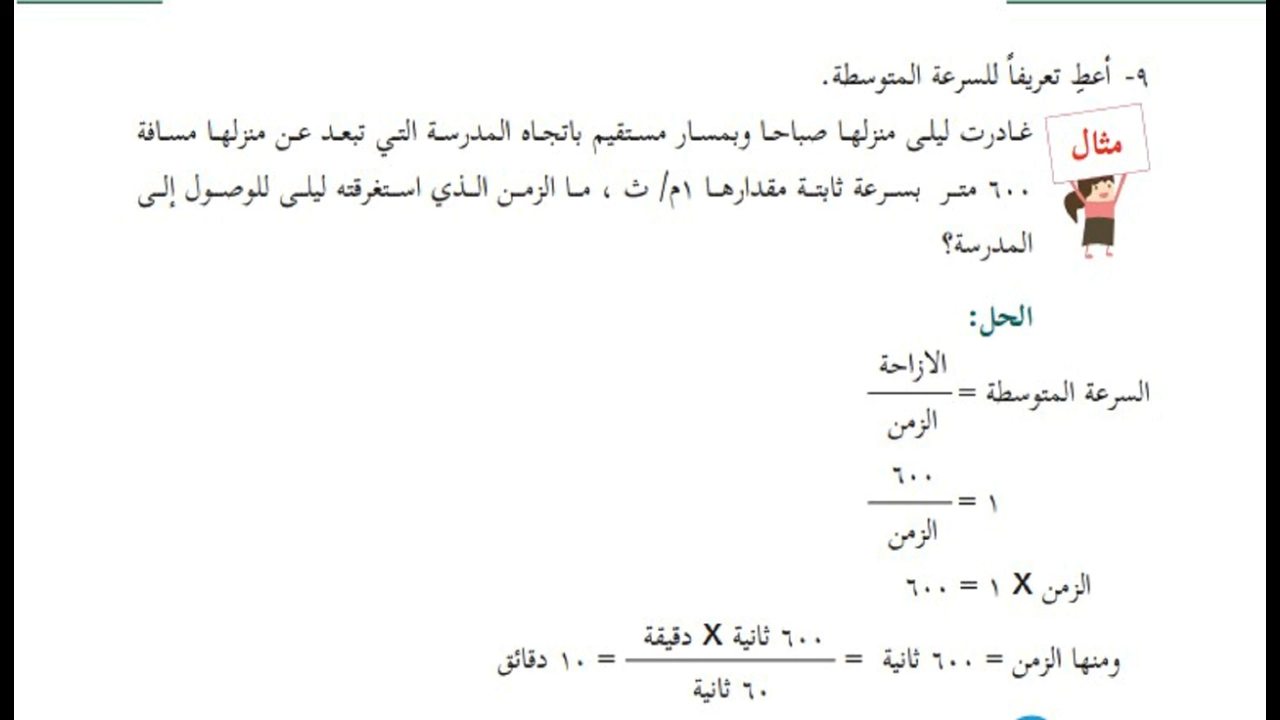 ٩- أعطِ تعريفاً للسرعة المتوسطة.
مثال
غادرت ليلى منزلها صباحا وبمسار مستقيم باتجاه المدرسة التي تبعد عن منزلها مسافة
٦٠٠ متر بسرعة ثابتة مقدارها ١م/ ث ، ما الزمن الذي استغرقته ليلى للوصول إلى
المدرسة؟
الحل:
السرعة المتوسطة = الازاحة / الزمن
١ = ٦٠٠ / الزمن
الزمن X ١ = ٦٠٠
ومنها الزمن = ٦٠٠ ثانية = ٦٠٠ ثانية X دقيقة / ٦٠ ثانية = ١٠ دقائق